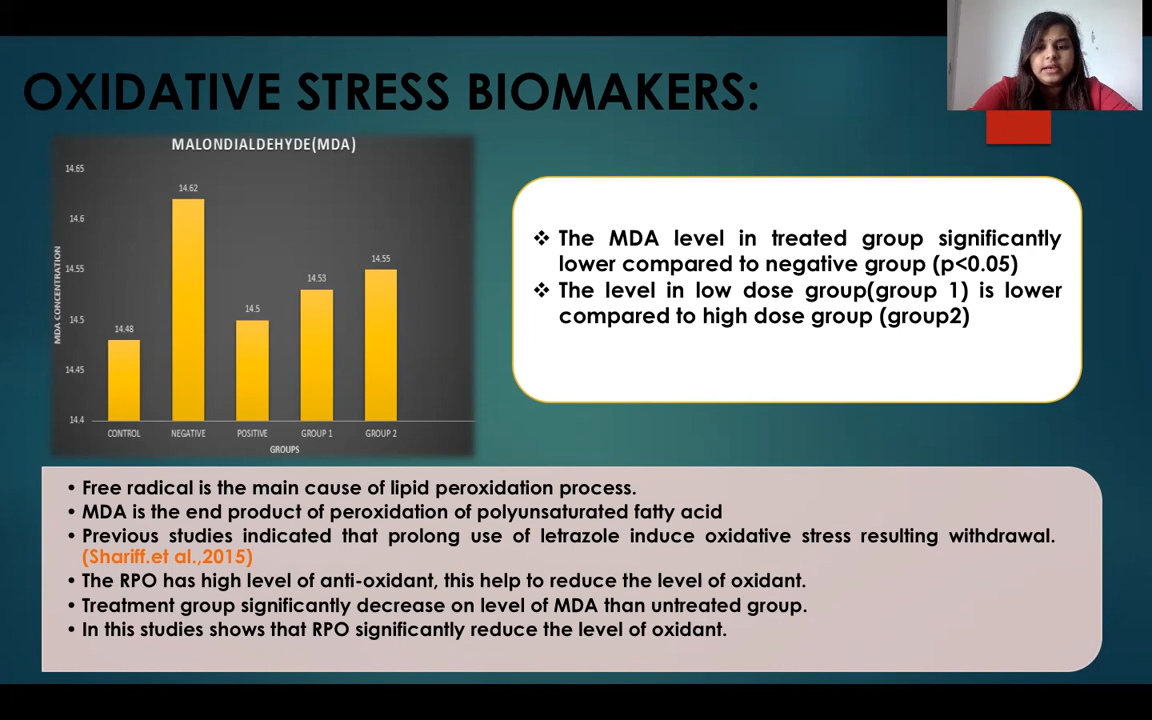 OXIDATIVE STRESS BIOMAKERS:
MALONDIALDEHYDE(MDA)
14.65
14.6
14.55
14.5
14.45
14.4
MDA CONCENTRATION
14.48
14.62
14.5
14.53
14.55
CONTROL NEGATIVE POSITIVE GROUP 1 GROUP 2
GROUPS
❖ The MDA level in treated group significantly
lower compared to negative group (p<0.05)
❖ The level in low dose group(group 1) is lower
compared to high dose group (group2)
• Free radical is the main cause of lipid peroxidation process.
• MDA is the end product of peroxidation of polyunsaturated fatty acid
• Previous studies indicated that prolong use of letrazole induce oxidative stress resulting withdrawal.
(Shariff.et al.,2015)
• The RPO has high level of anti-oxidant, this help to reduce the level of oxidant.
• Treatment group significantly decrease on level of MDA than untreated group.
• In this studies shows that RPO significantly reduce the level of oxidant.